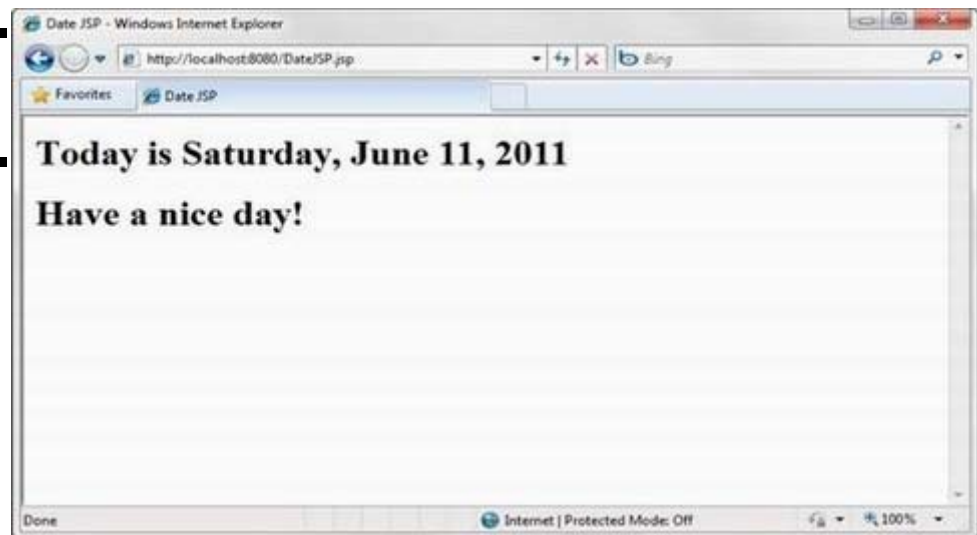 Date JSP - Windows Internet Explorer
http://localhost:8080/DateJSP.jsp
Bing
Favorites
Date JSP
Today is Saturday, June 11, 2011
Have a nice day!
Done
Internet | Protected Mode: Off
100%